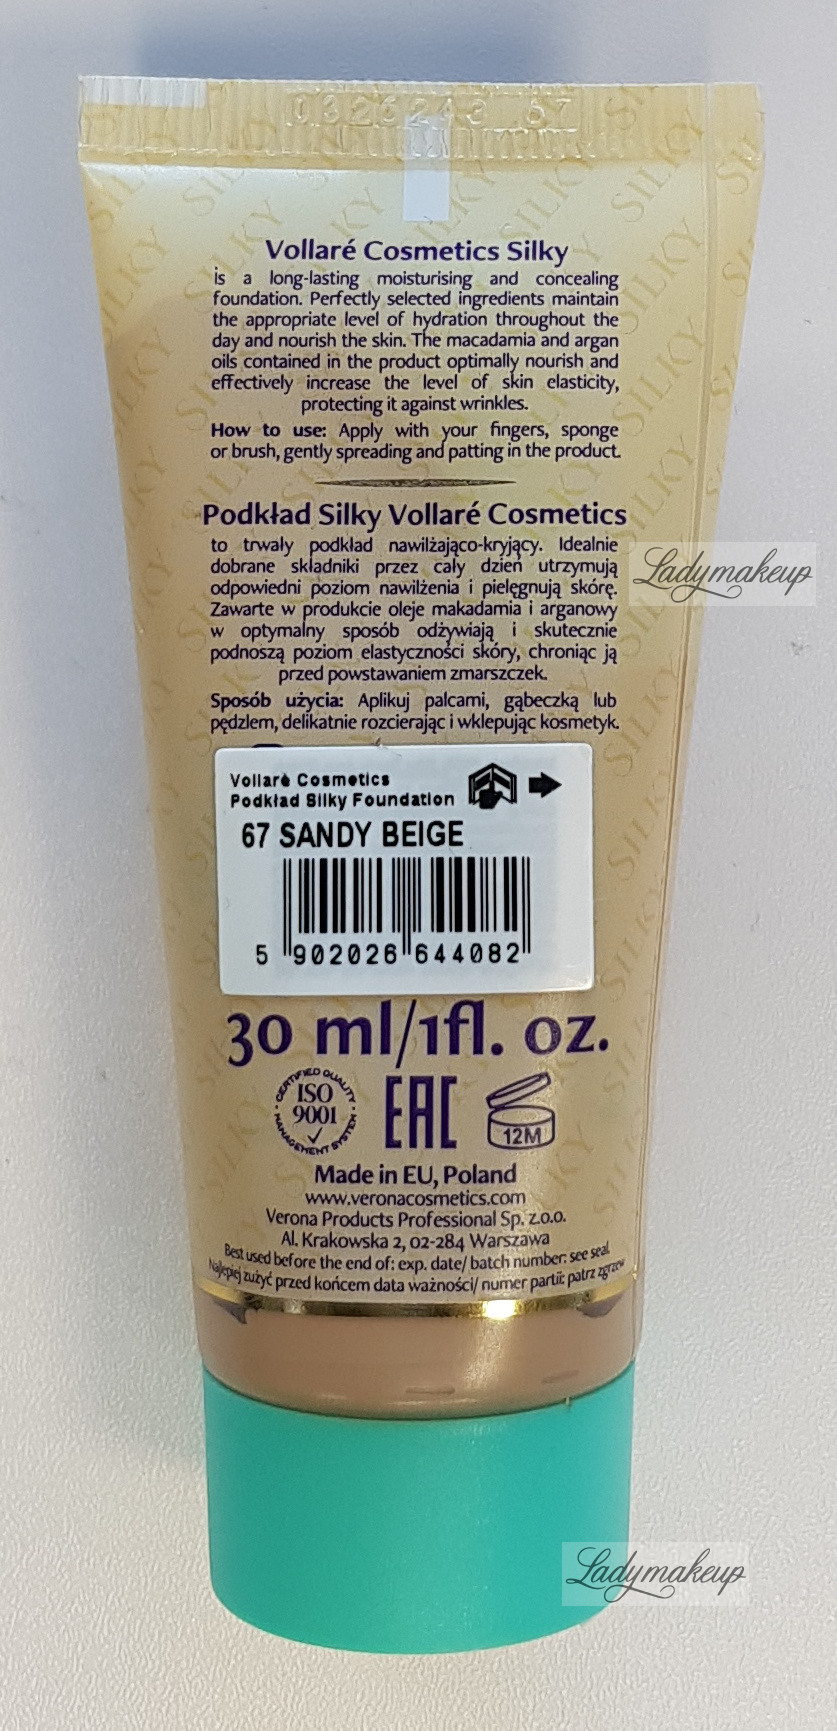 0326243 67
Vollaré Cosmetics Silky
is a long-lasting moisturising and concealing
foundation. Perfectly selected ingredients maintain
the appropriate level of hydration throughout the
day and nourish the skin. The macadamia and argan
oils contained in the product optimally nourish and
effectively increase the level of skin elasticity,
protecting it against wrinkles.
How to use: Apply with your fingers, sponge
or brush, gently spreading and patting in the product.
Podkład Silky Vollaré Cosmetics
to trwały podkład nawilżająco-kryjący. Idealnie
dobrane składniki przez cały dzień utrzymują
odpowiedni poziom nawilżenia i pielęgnują skórę.
Zawarte w produkcie oleje makadamia i arganowy
w optymalny sposób odżywiają i skutecznie
podnoszą poziom elastyczności skóry, chroniąc ją
przed powstawaniem zmarszczek.
Sposób użycia: Aplikuj palcami, gąbeczką lub
pędzlem, delikatnie rozcierając i wklepując kosmetyk.
Ladymakeup
Vollarè Cosmetics
Podkład Silky Foundation
67 SANDY BEIGE
5 902026 644082
30 ml/1fl. oz.
CERTIFIED QUALITY
ISO
9001
MANAGEMENT SYSTEM
EAC
12M
Made in EU, Poland
www.veronacosmetics.com
Verona Products Professional Sp. z.o.o.
Al. Krakowska 2, 02-284 Warszawa
Best used before the end of: exp. date/ batch number: see seal
Najlepiej zużyć przed końcem data ważności/ numer partii: patrz zgrzew
Ladymakeup